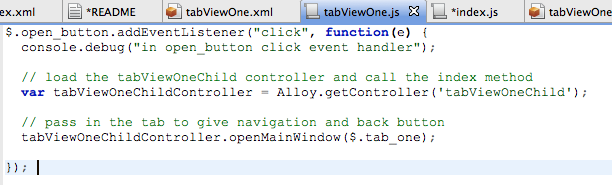 ex.xml *README tabViewOne.xml tabViewOne.js *index.js tabViewOne
$.open_button.addEventListener("click", function(e) {
console.debug("in open_button click event handler");
// load the tabViewOneChild controller and call the index method
var tabViewOneChildController = Alloy.getController('tabViewOneChild');
// pass in the tab to give navigation and back button
tabViewOneChildController.openMainWindow($.tab_one);
});